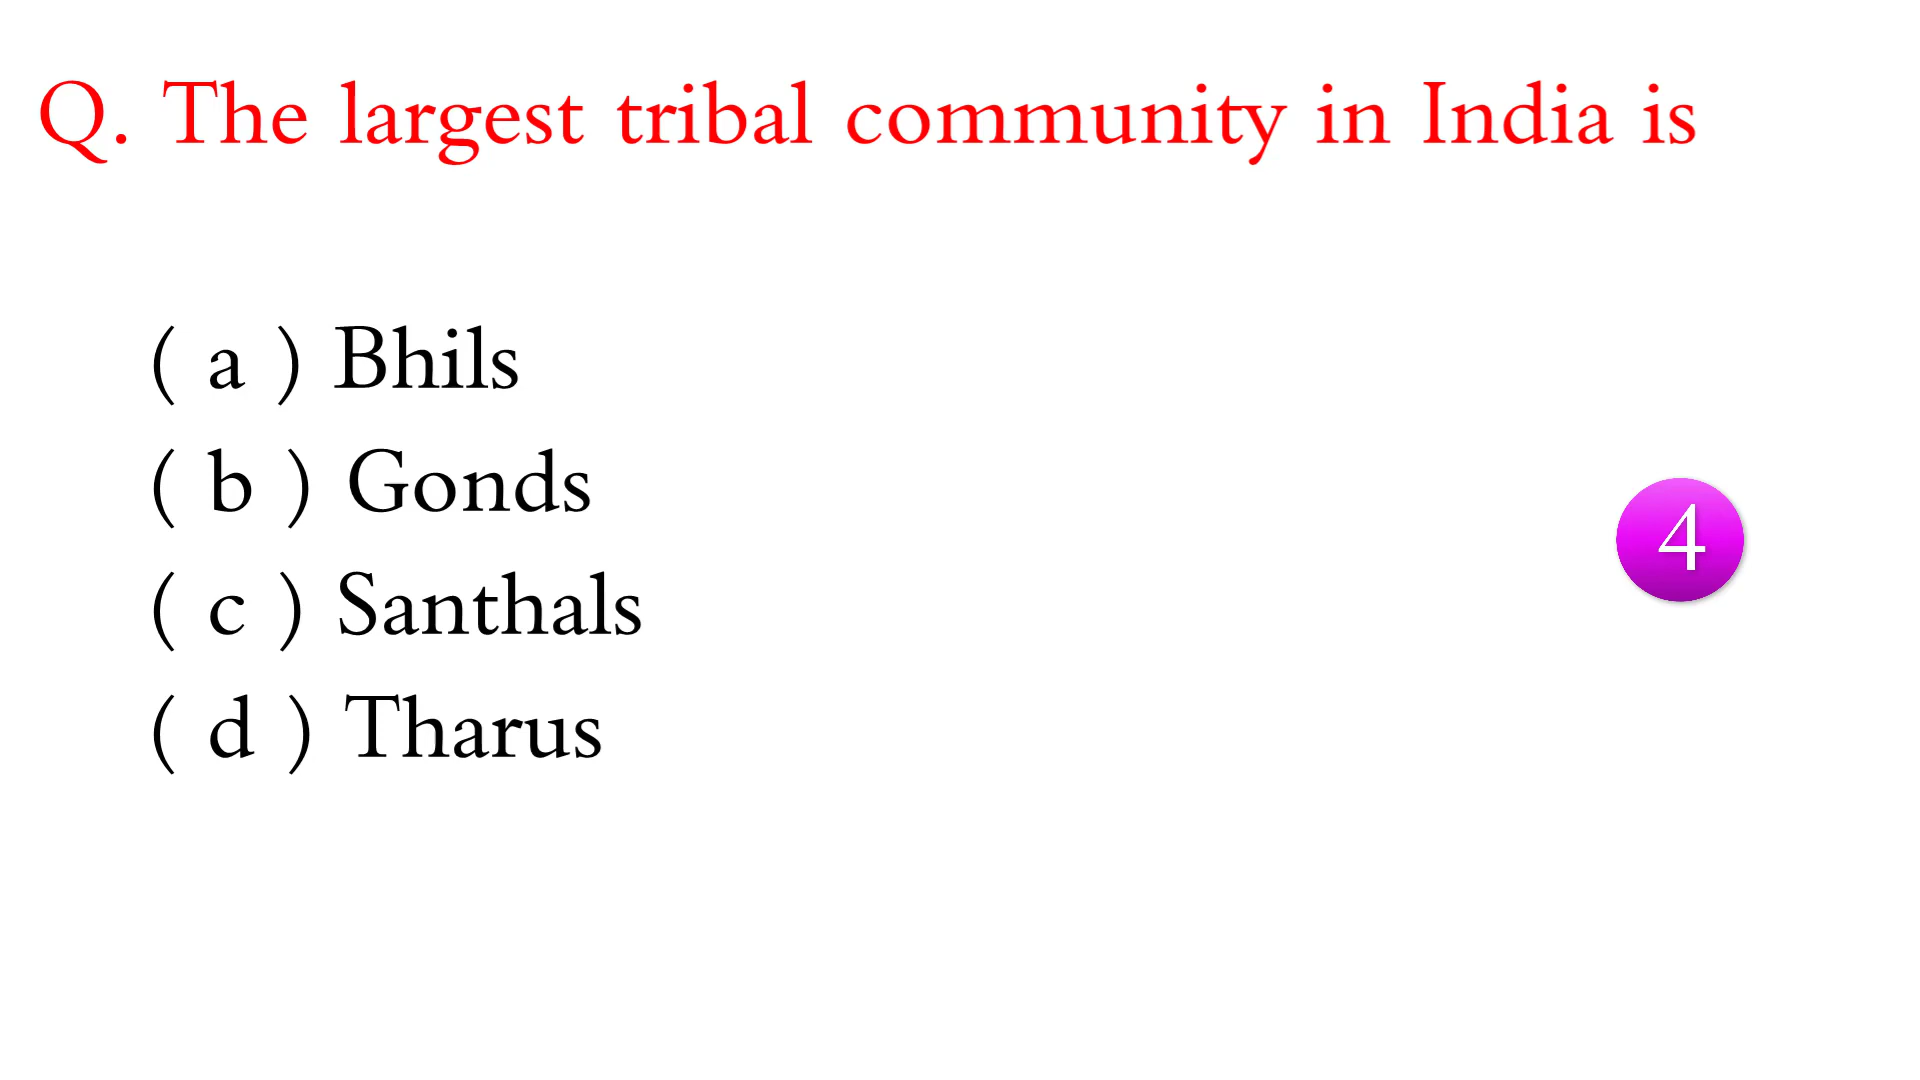 Q. The largest tribal community in India is
( a ) Bhils
( b ) Gonds
( c ) Santhals
( d ) Tharus
4